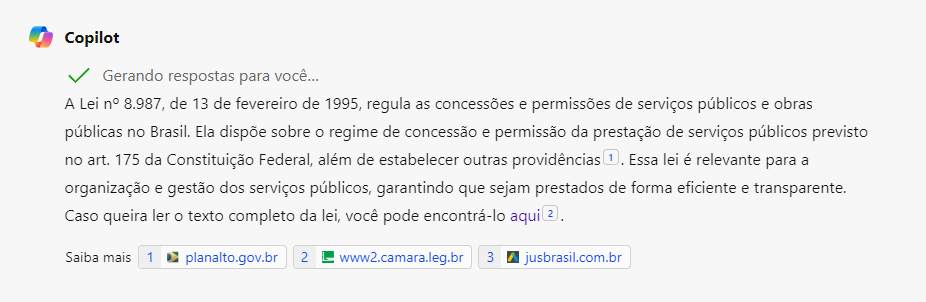 Copilot
Gerando respostas para você...
A Lei nº 8.987, de 13 de fevereiro de 1995, regula as concessões e permissões de serviços públicos e obras
públicas no Brasil. Ela dispõe sobre o regime de concessão e permissão da prestação de serviços públicos previsto
no art. 175 da Constituição Federal, além de estabelecer outras providências 1 . Essa lei é relevante para a
organização e gestão dos serviços públicos, garantindo que sejam prestados de forma eficiente e transparente.
Caso queira ler o texto completo da lei, você pode encontrá-lo aqui 2 .
Saiba mais 1 planalto.gov.br 2 www2.camara.leg.br 3 jusbrasil.com.br